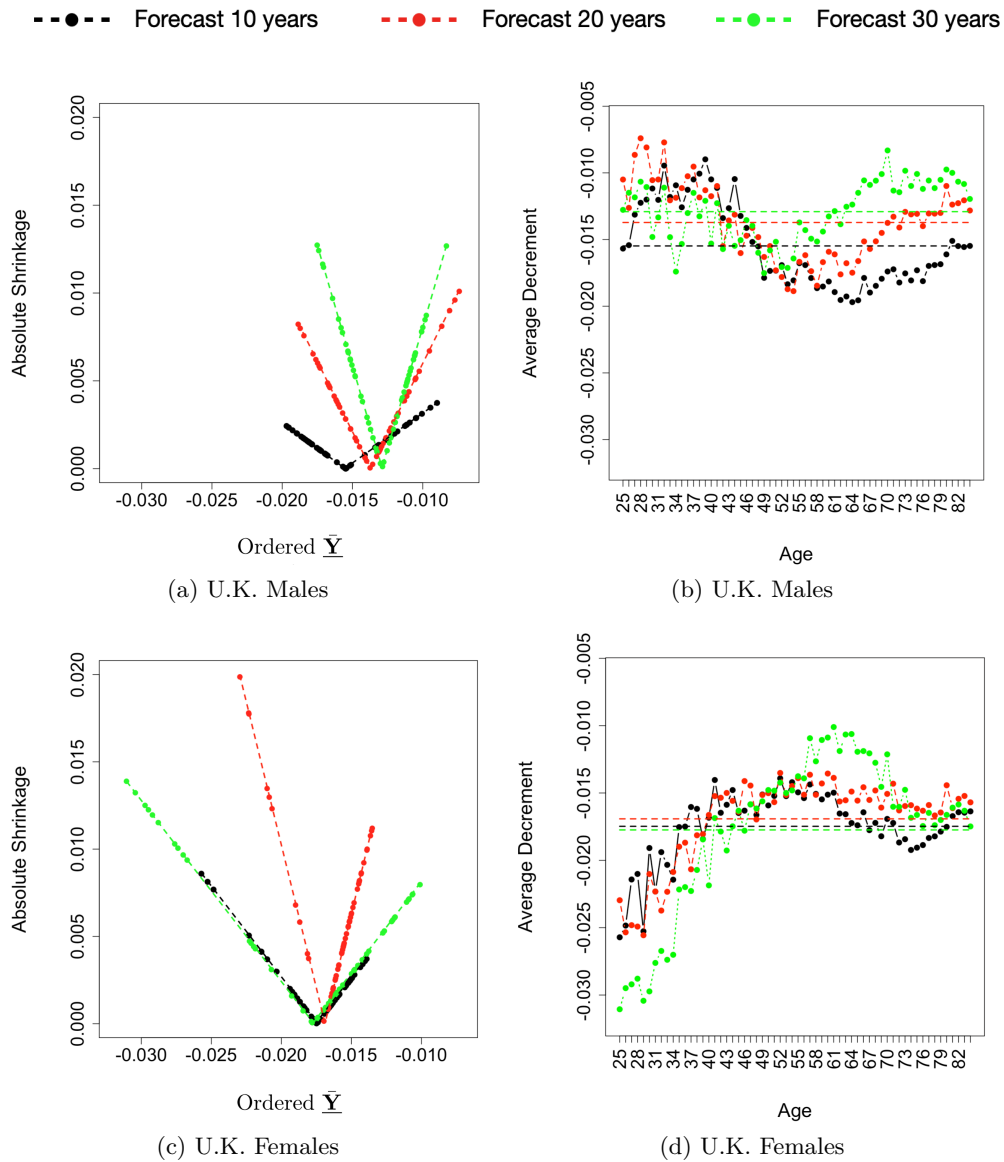 Forecast 10 years Forecast 20 years Forecast 30 years
Absolute Shrinkage
0.000 0.005 0.010 0.015 0.020
-0.030 -0.020 -0.015 -0.010
Ordered Ȳ
(a) U.K. Males
Average Decrement
-0.030 -0.025 -0.020 -0.015 -0.010 -0.005
25 28 31 34 37 40 43 46 49 52 55 58 61 64 67 70 73 76 79 82
Age
(b) U.K. Males
Absolute Shrinkage
0.000 0.005 0.010 0.015 0.020
-0.030 -0.020 -0.015 -0.010
Ordered Ȳ
(c) U.K. Females
Average Decrement
-0.030 -0.025 -0.020 -0.015 -0.010 -0.005
25 28 31 34 37 40 43 46 49 52 55 58 61 64 67 70 73 76 79 82
Age
(d) U.K. Females